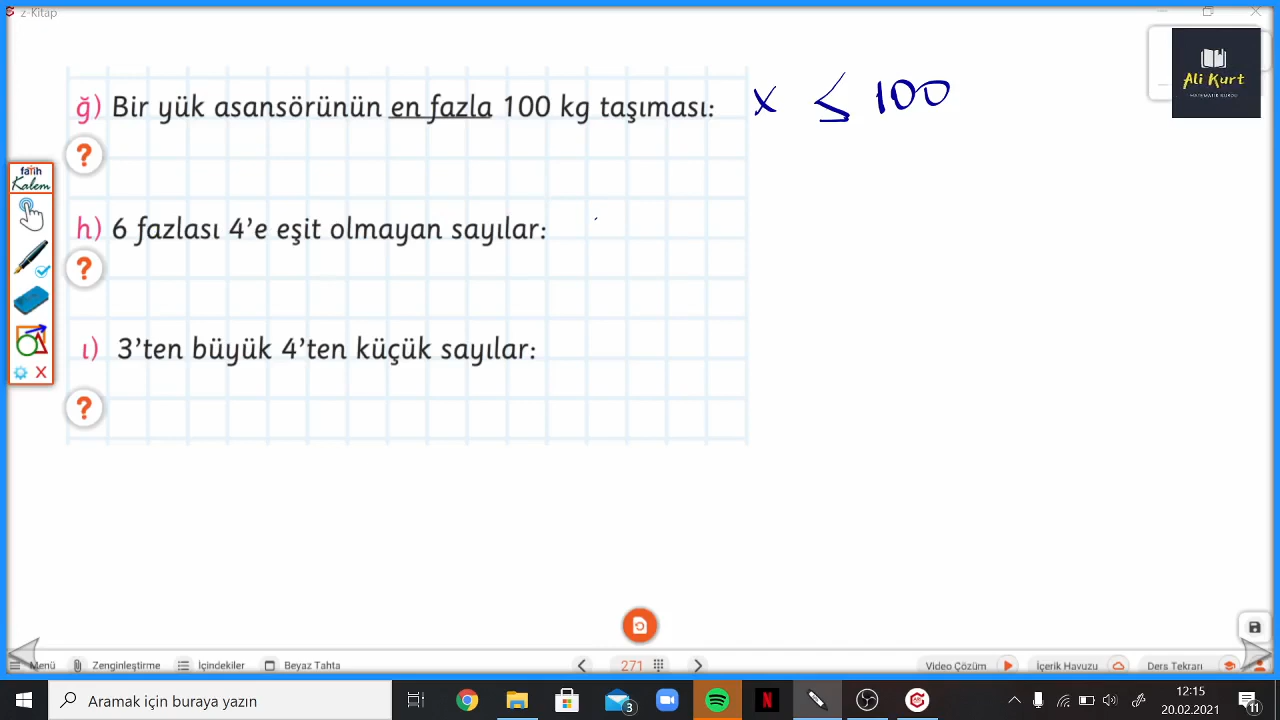 z-Kitap
Ali Kurt
ğ) Bir yük asansörünün en fazla 100 kg taşıması: x ≤ 100
?
fatih
Kalem
h) 6 fazlası 4'e eşit olmayan sayılar:
?
ı) 3'ten büyük 4'ten küçük sayılar:
?
Menü Zenginleştirme İçindekiler Beyaz Tahta 271 Video Çözüm İçerik Havuzu Ders Tekrarı
Aramak için buraya yazın 3 12:15
20.02.2021 11